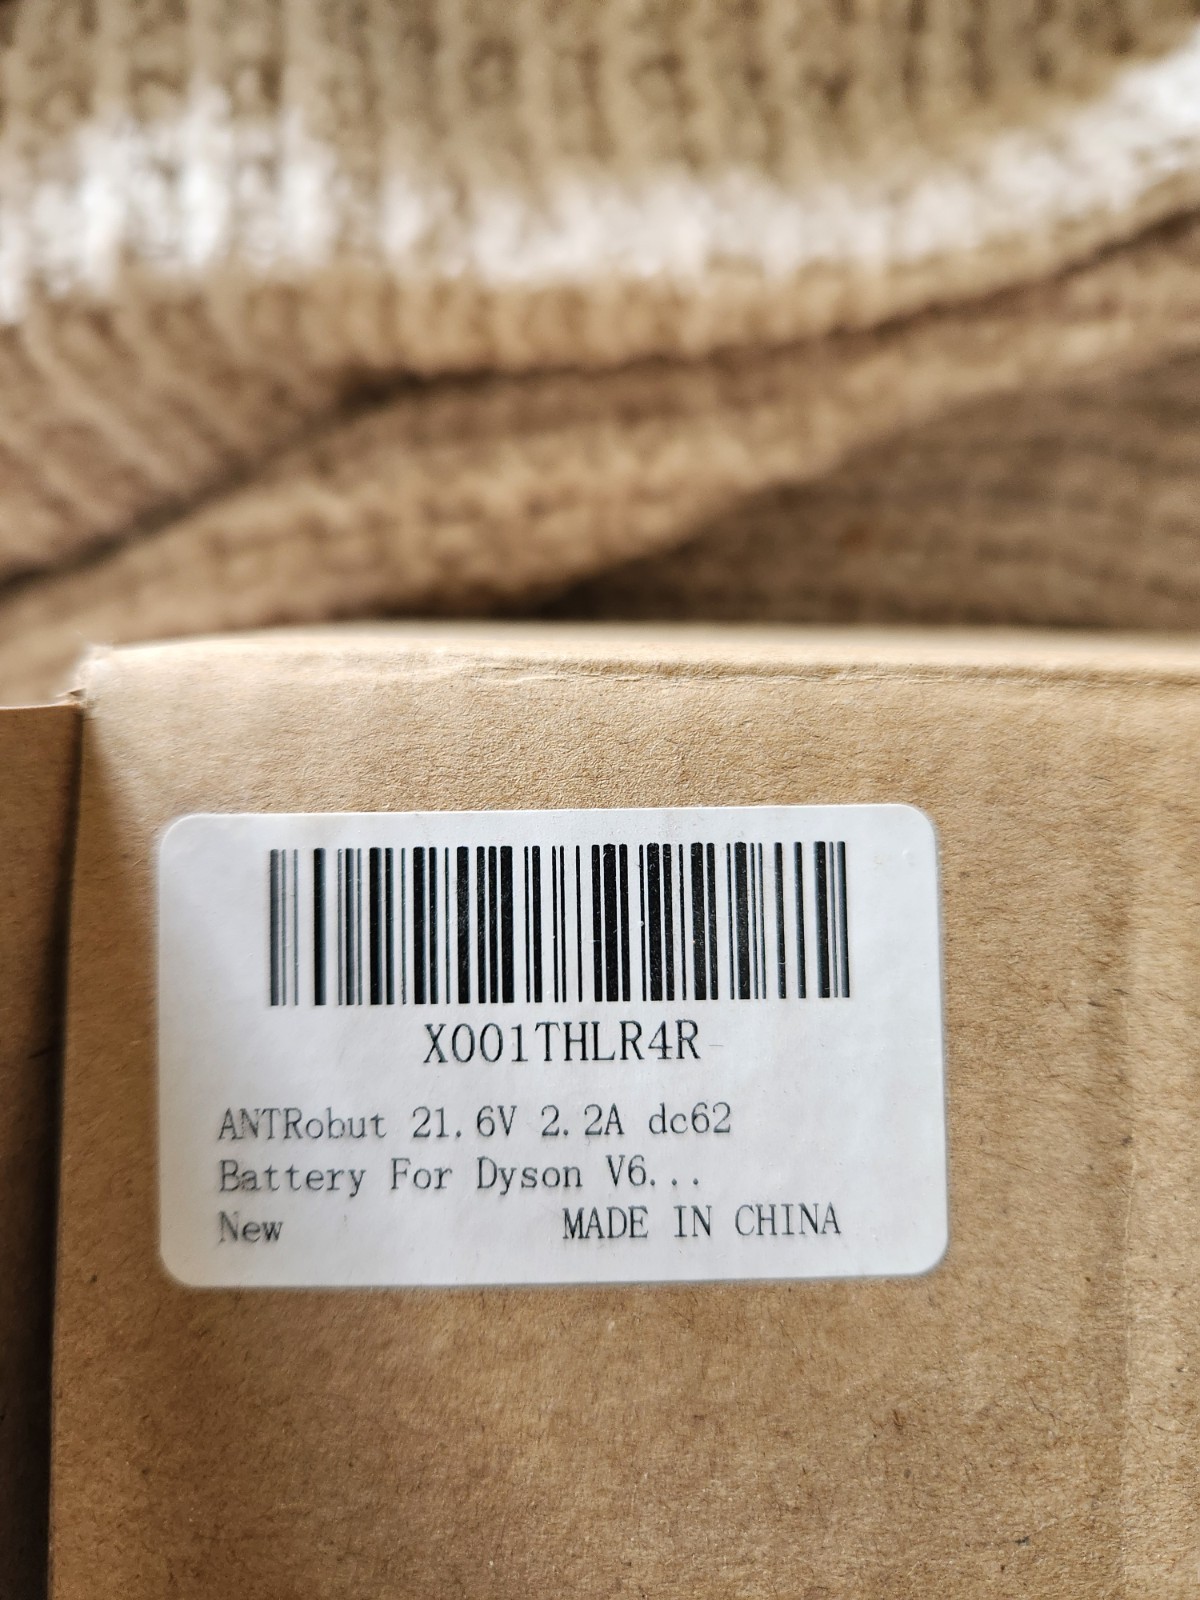 X001THLR4R
ANTRobut 21.6V 2.2A dc62
Battery For Dyson V6...
New MADE IN CHINA